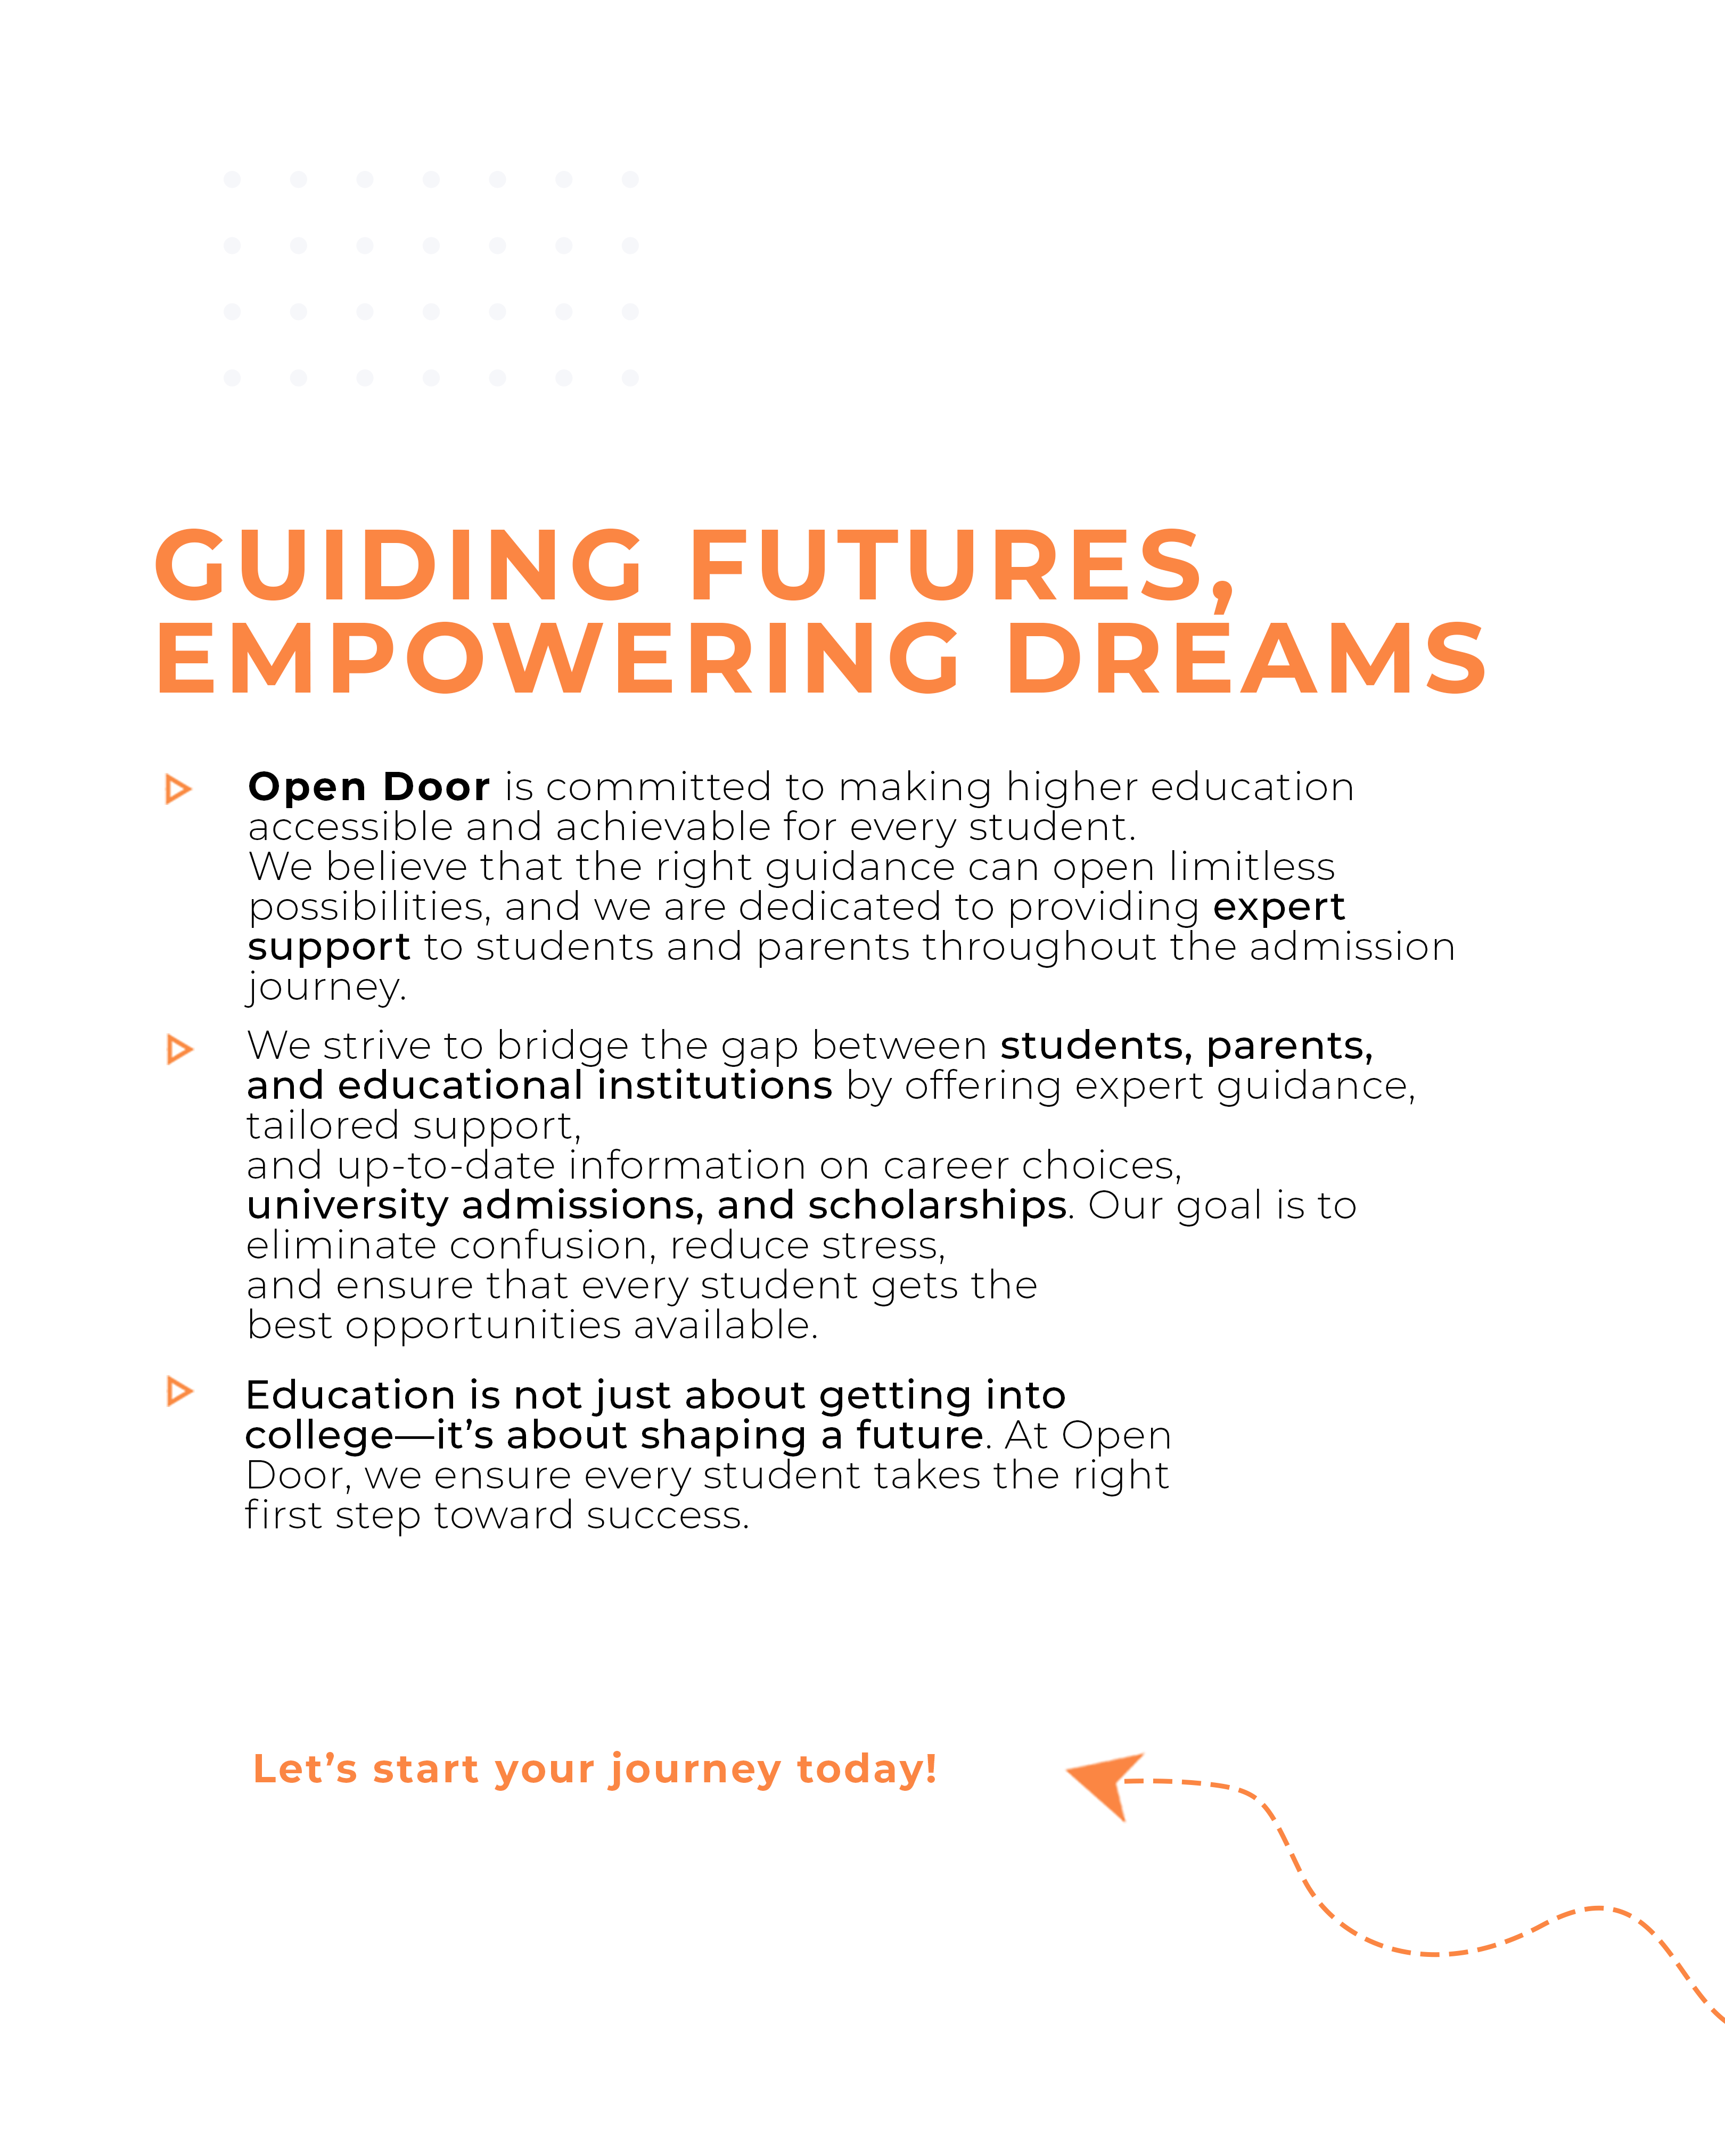 GUIDING FUTURES,
EMPOWERING DREAMS
Open Door is committed to making higher education
accessible and achievable for every student.
We believe that the right guidance can open limitless
possibilities, and we are dedicated to providing expert
support to students and parents throughout the admission
journey.
We strive to bridge the gap between students, parents,
and educational institutions by offering expert guidance,
tailored support,
and up-to-date information on career choices,
university admissions, and scholarships. Our goal is to
eliminate confusion, reduce stress,
and ensure that every student gets the
best opportunities available.
Education is not just about getting into
college—it’s about shaping a future. At Open
Door, we ensure every student takes the right
first step toward success.
Let’s start your journey today!